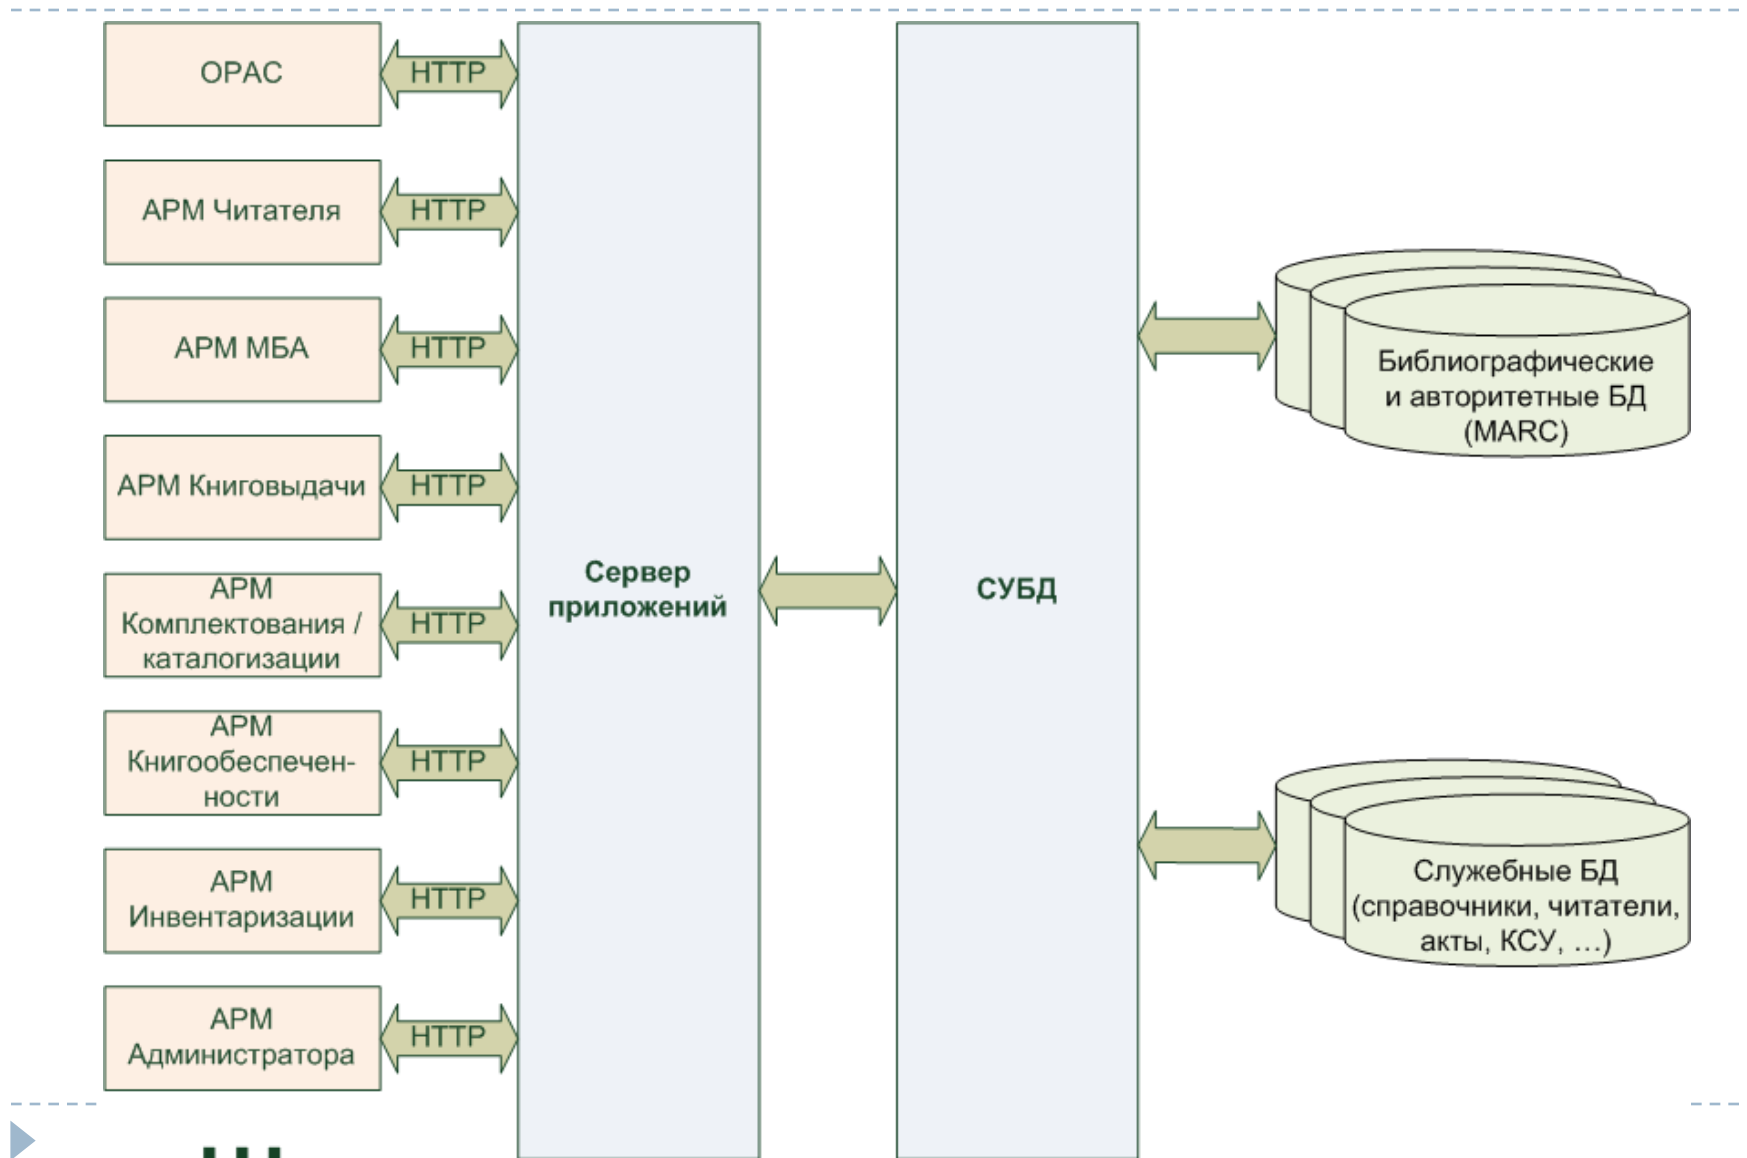 OPAC
HTTP
АРМ Читателя
HTTP
АРМ МБА
HTTP
АРМ Книговыдачи
HTTP
АРМ
Комплектования /
каталогизации
HTTP
АРМ
Книгообеспечен-
ности
HTTP
АРМ
Инвентаризации
HTTP
АРМ
Администратора
HTTP
...
Сервер
приложений
СУБД
Библиографические
и авторитетные БД
(MARC)
Служебные БД
(справочники, читатели,
акты, КСУ, ...)